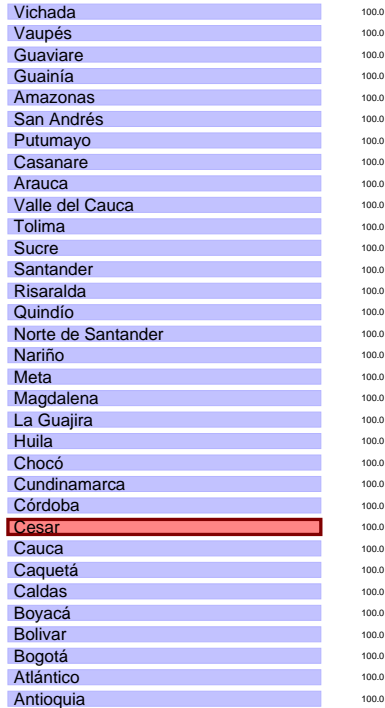 Vichada 100.0
Vaupés 100.0
Guaviare 100.0
Guainía 100.0
Amazonas 100.0
San Andrés 100.0
Putumayo 100.0
Casanare 100.0
Arauca 100.0
Valle del Cauca 100.0
Tolima 100.0
Sucre 100.0
Santander 100.0
Risaralda 100.0
Quindío 100.0
Norte de Santander 100.0
Nariño 100.0
Meta 100.0
Magdalena 100.0
La Guajira 100.0
Huila 100.0
Chocó 100.0
Cundinamarca 100.0
Córdoba 100.0
Cesar 100.0
Cauca 100.0
Caquetá 100.0
Caldas 100.0
Boyacá 100.0
Bolivar 100.0
Bogotá 100.0
Atlántico 100.0
Antioquia 100.0